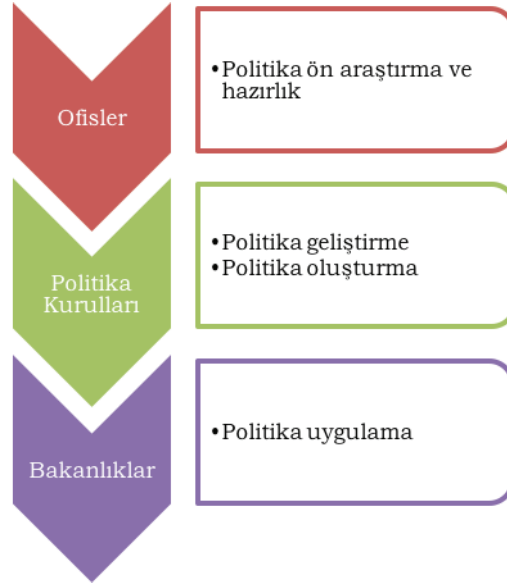 Ofisler
•Politika ön araştırma ve
hazırlık
Politika
Kurulları
•Politika geliştirme
•Politika oluşturma
Bakanlıklar
•Politika uygulama